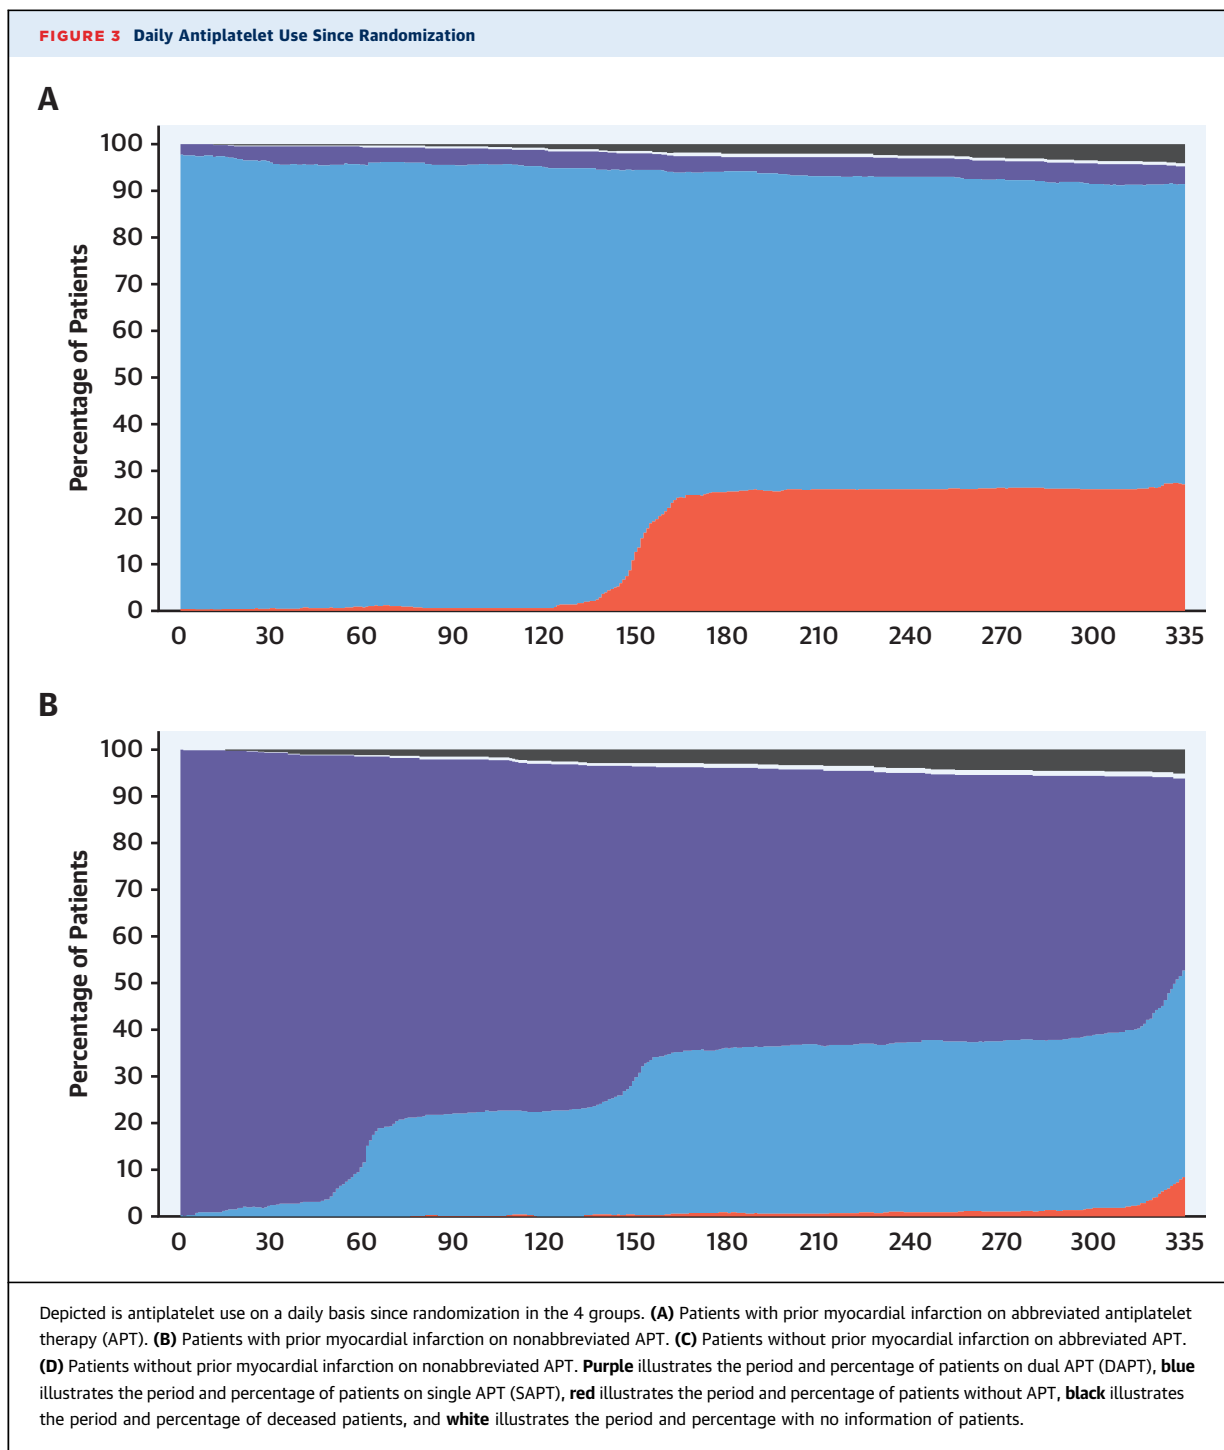 FIGURE 3 Daily Antiplatelet Use Since Randomization
A
Percentage of Patients
100
90
80
70
60
50
40
30
20
10
0
0 30 60 90 120 150 180 210 240 270 300 335
B
Percentage of Patients
100
90
80
70
60
50
40
30
20
10
0
0 30 60 90 120 150 180 210 240 270 300 335
Depicted is antiplatelet use on a daily basis since randomization in the 4 groups. (A) Patients with prior myocardial infarction on abbreviated antiplatelet
therapy (APT). (B) Patients with prior myocardial infarction on nonabbreviated APT. (C) Patients without prior myocardial infarction on abbreviated APT.
(D) Patients without prior myocardial infarction on nonabbreviated APT. Purple illustrates the period and percentage of patients on dual APT (DAPT), blue
illustrates the period and percentage of patients on single APT (SAPT), red illustrates the period and percentage of patients without APT, black illustrates
the period and percentage of deceased patients, and white illustrates the period and percentage with no information of patients.